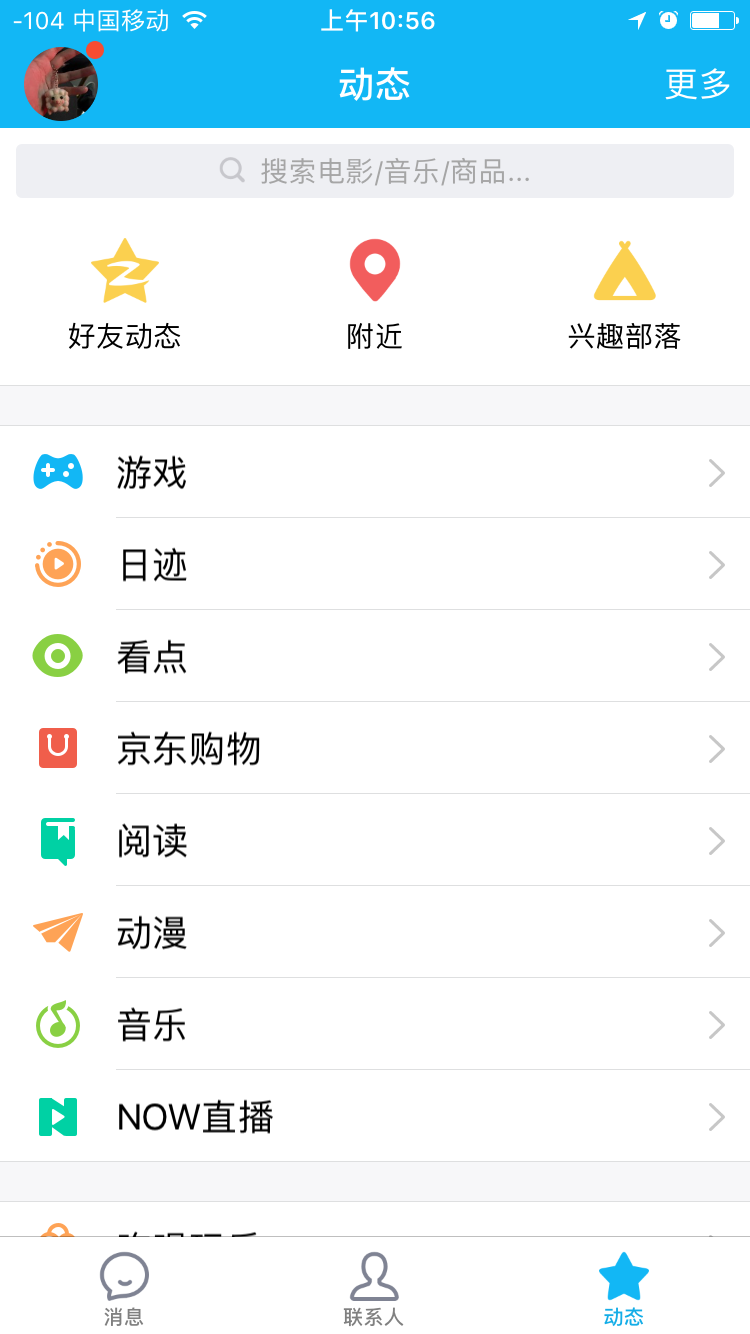 -104 中国移动 上午10:56
动态 更多
搜索电影/音乐/商品...
好友动态 附近 兴趣部落
游戏
日迹
看点
京东购物
阅读
动漫
音乐
NOW直播
消息 联系人 动态